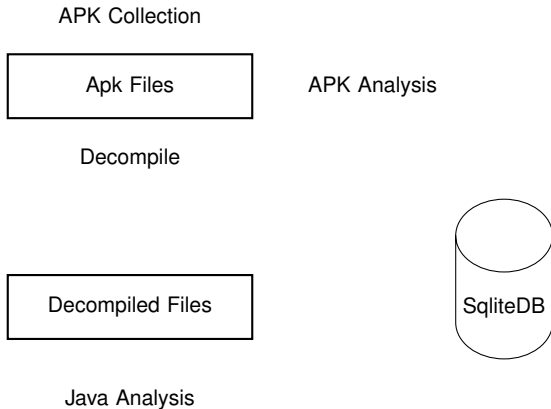 APK Collection
Apk Files
APK Analysis
Decompile
Decompiled Files
SqliteDB
Java Analysis